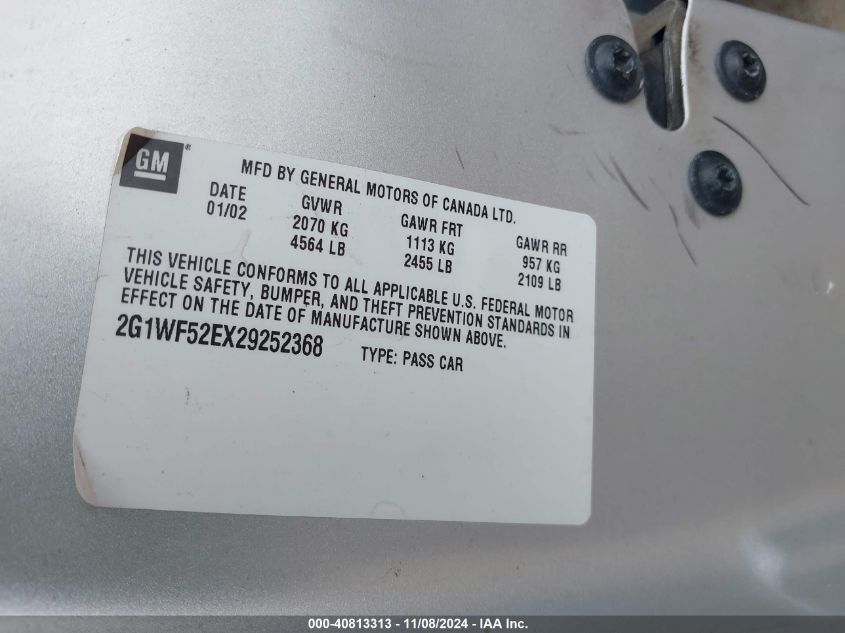 GM®
MFD BY GENERAL MOTORS OF CANADA LTD.
DATE GVWR GAWR FRT GAWR RR
01/02 2070 KG 1113 KG 957 KG
4564 LB 2455 LB 2109 LB
THIS VEHICLE CONFORMS TO ALL APPLICABLE U.S. FEDERAL MOTOR
VEHICLE SAFETY, BUMPER, AND THEFT PREVENTION STANDARDS IN
EFFECT ON THE DATE OF MANUFACTURE SHOWN ABOVE.
2G1WF52EX29252368 TYPE: PASS CAR
000-40813313 - 11/08/2024 - IAA Inc.